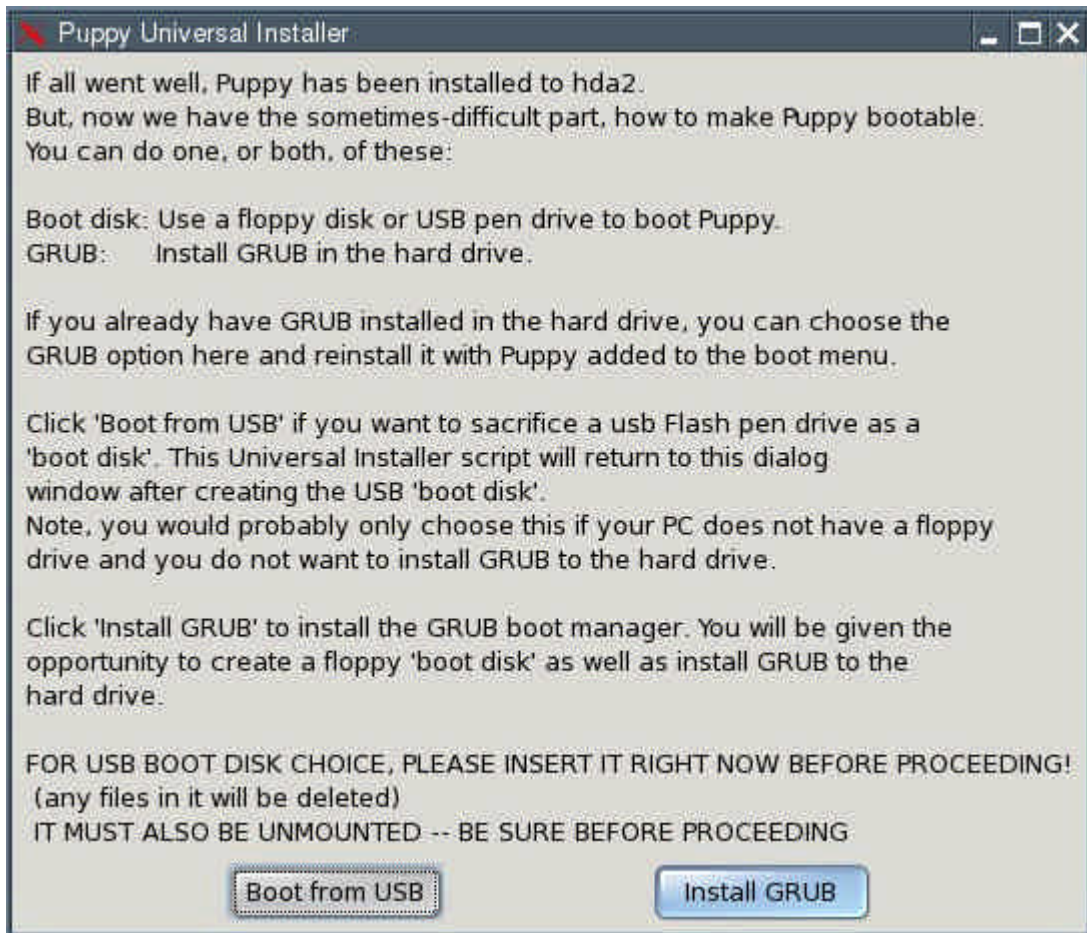 Puppy Universal Installer
If all went well, Puppy has been installed to hda2.
But, now we have the sometimes-difficult part, how to make Puppy bootable.
You can do one, or both, of these:
Boot disk: Use a floppy disk or USB pen drive to boot Puppy.
GRUB: Install GRUB in the hard drive.
If you already have GRUB installed in the hard drive, you can choose the
GRUB option here and reinstall it with Puppy added to the boot menu.
Click 'Boot from USB' if you want to sacrifice a usb Flash pen drive as a
'boot disk'. This Universal Installer script will return to this dialog
window after creating the USB 'boot disk'.
Note, you would probably only choose this if your PC does not have a floppy
drive and you do not want to install GRUB to the hard drive.
Click 'Install GRUB' to install the GRUB boot manager. You will be given the
opportunity to create a floppy 'boot disk' as well as install GRUB to the
hard drive.
FOR USB BOOT DISK CHOICE, PLEASE INSERT IT RIGHT NOW BEFORE PROCEEDING!
(any files in it will be deleted)
IT MUST ALSO BE UNMOUNTED -- BE SURE BEFORE PROCEEDING
Boot from USB Install GRUB